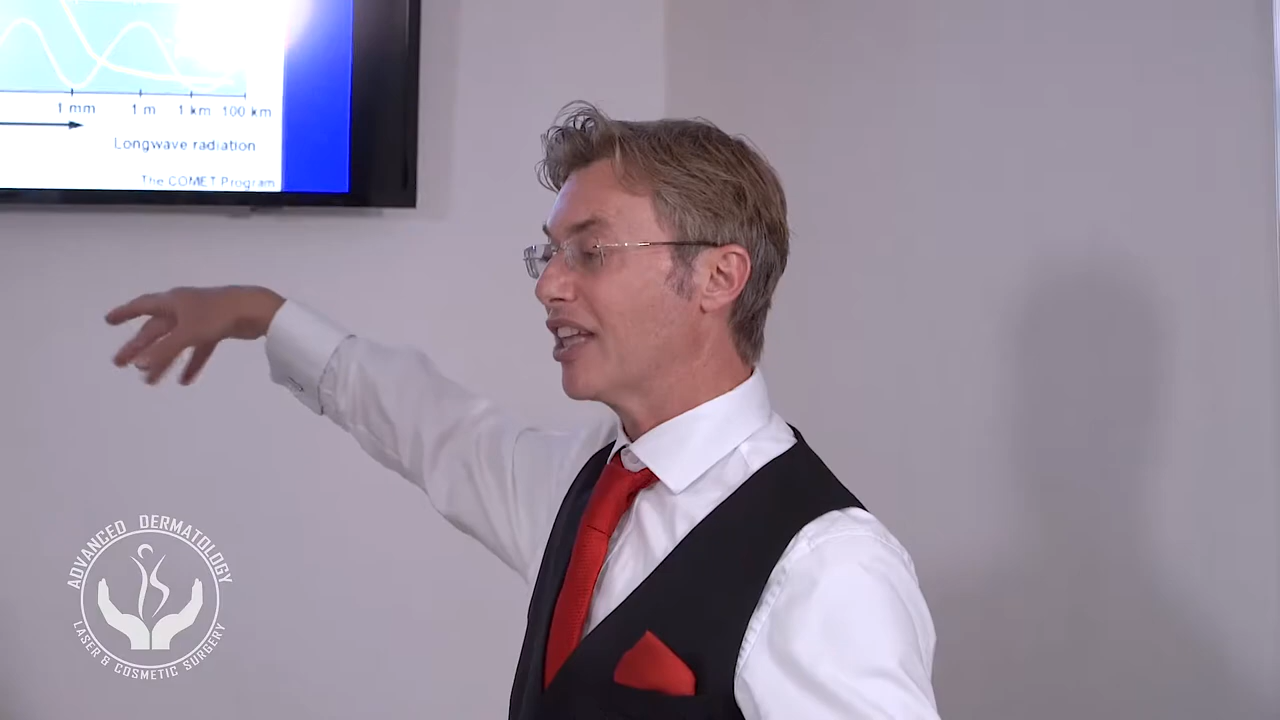 1 mm 1 m 1 km 100 km
Longwave radiation
The COMET Program
ADVANCED DERMATOLOGY
LASER & COSMETIC SURGERY